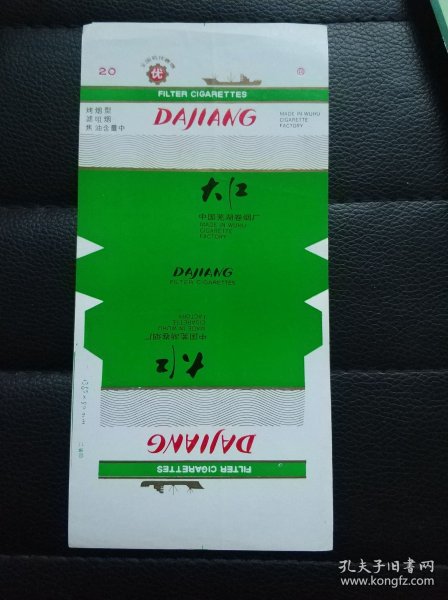 20
优
FILTER CIGARETTES
烤烟型
滤咀烟
焦油含量中
DAJIANG
MADE IN WUHU
CIGARETTE
FACTORY
大江
中国芜湖卷烟厂
MADE IN WUHU
CIGARETTE
FACTORY
DAJIANG
FILTER CIGARETTES
大江
中国芜湖卷烟厂
MADE IN WUHU
CIGARETTE
FACTORY
DAJIANG
FILTER CIGARETTES
孔夫子旧书网
www.kongfz.com